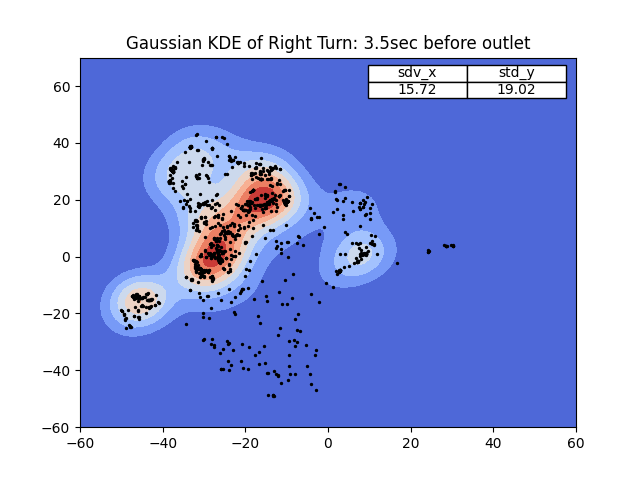 Gaussian KDE of Right Turn: 3.5sec before outlet
sdv_x std_y
15.72 19.02
60
40
20
0
−20
−40
−60
−60 −40 −20 0 20 40 60